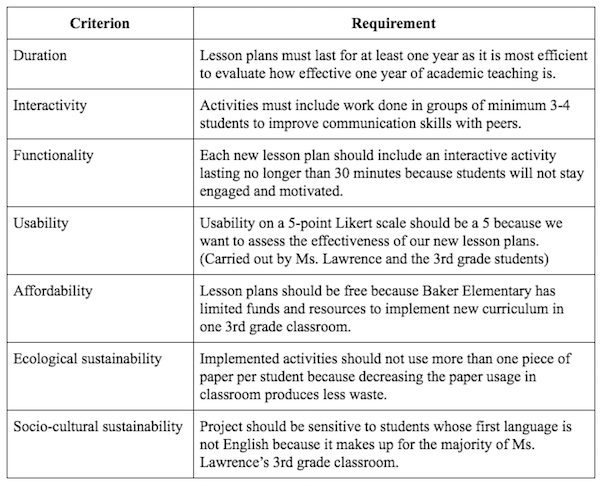 Criterion Requirement
Duration Lesson plans must last for at least one year as it is most efficient
to evaluate how effective one year of academic teaching is.
Interactivity Activities must include work done in groups of minimum 3-4
students to improve communication skills with peers.
Functionality Each new lesson plan should include an interactive activity
lasting no longer than 30 minutes because students will not stay
engaged and motivated.
Usability Usability on a 5-point Likert scale should be a 5 because we
want to assess the effectiveness of our new lesson plans.
(Carried out by Ms. Lawrence and the 3rd grade students)
Affordability Lesson plans should be free because Baker Elementary has
limited funds and resources to implement new curriculum in
one 3rd grade classroom.
Ecological sustainability Implemented activities should not use more than one piece of
paper per student because decreasing the paper usage in
classroom produces less waste.
Socio-cultural sustainability Project should be sensitive to students whose first language is
not English because it makes up for the majority of Ms.
Lawrence's 3rd grade classroom.